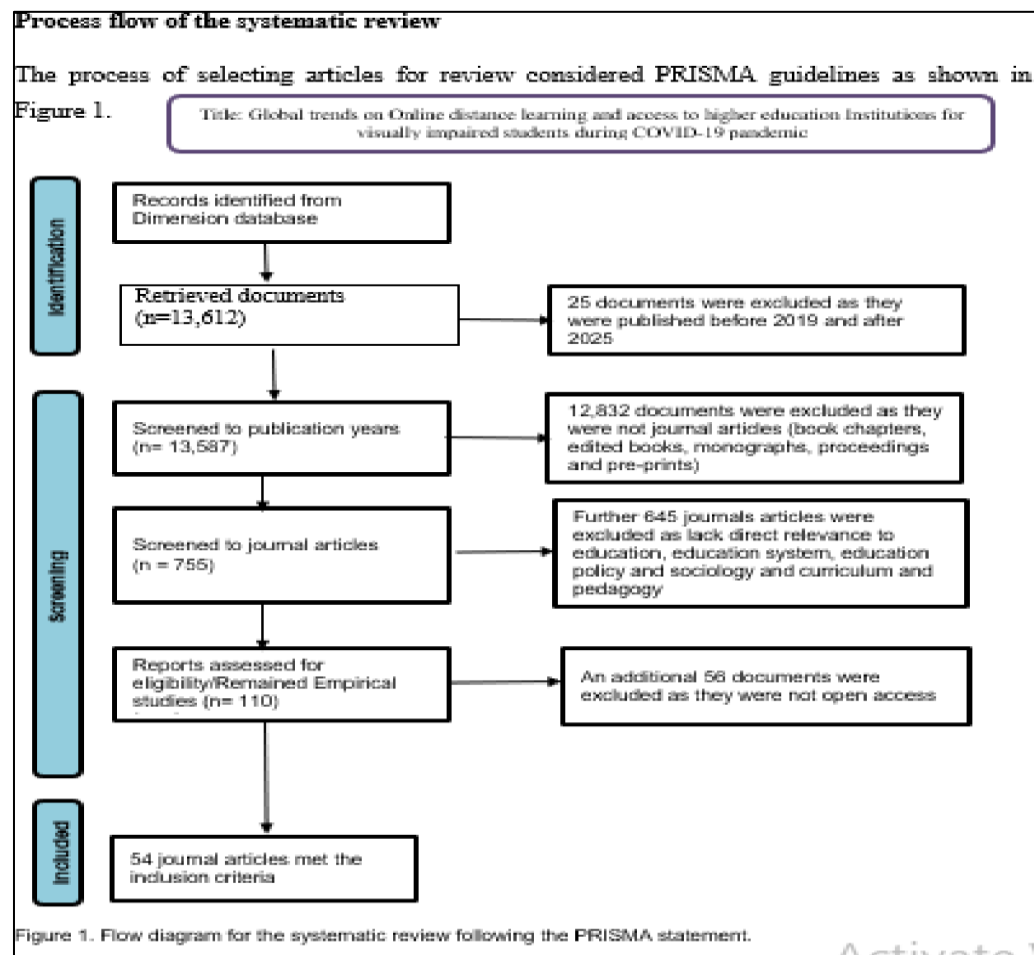 Process flow of the systematic review
The process of selecting articles for review considered PRISMA guidelines as shown in
Figure 1.
Title: Global trends on Online distance learning and access to higher education Institutions for
visually impaired students during COVID-19 pandemic
Identification
Records identified from
Dimension database
Retrieved documents
(n=13,612)
25 documents were excluded as they
were published before 2019 and after
2025
Screening
Screened to publication years
(n= 13,587)
12,832 documents were excluded as they
were not journal articles (book chapters,
edited books, monographs, proceedings
and pre-prints)
Screened to journal articles
(n = 755)
Further 645 journals articles were
excluded as lack direct relevance to
education, education system, education
policy and sociology and curriculum and
pedagogy
Reports assessed for
eligibility/Remained Empirical
studies (n= 110)
An additional 56 documents were
excluded as they were not open access
Included
54 journal articles met the
inclusion criteria
Figure 1. Flow diagram for the systematic review following the PRISMA statement.